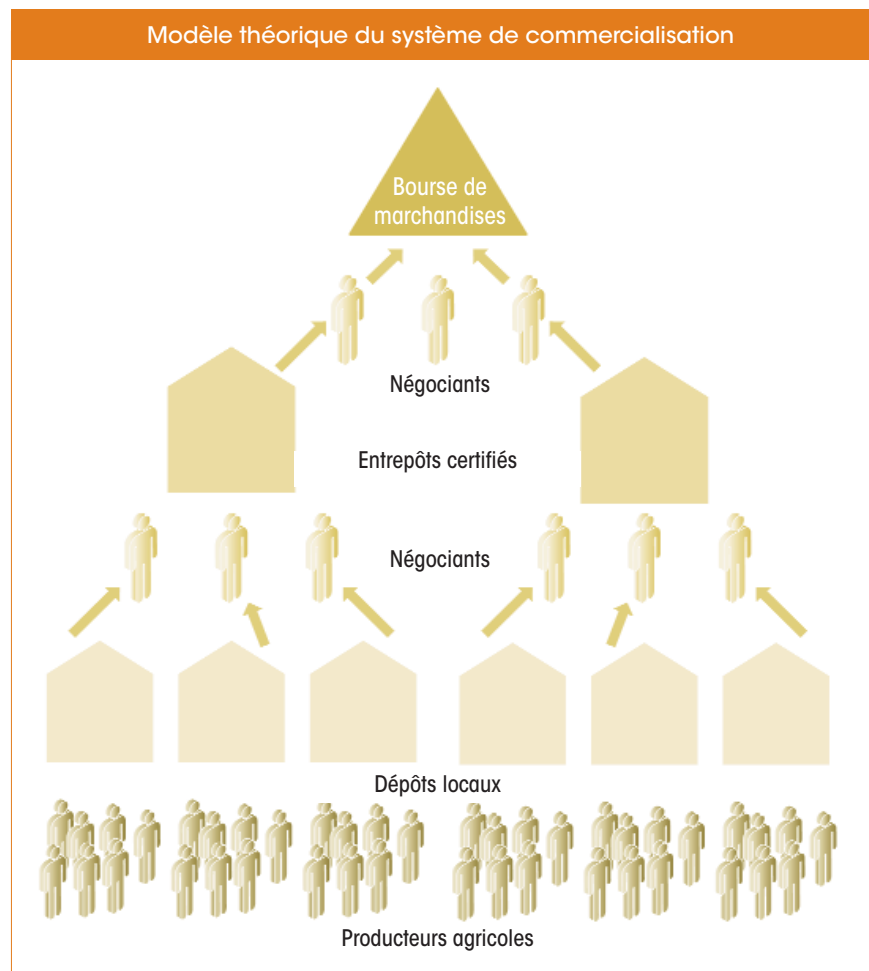 Modèle théorique du système de commercialisation
Bourse de
marchandises
Négociants
Entrepôts certifiés
Négociants
Dépôts locaux
Producteurs agricoles